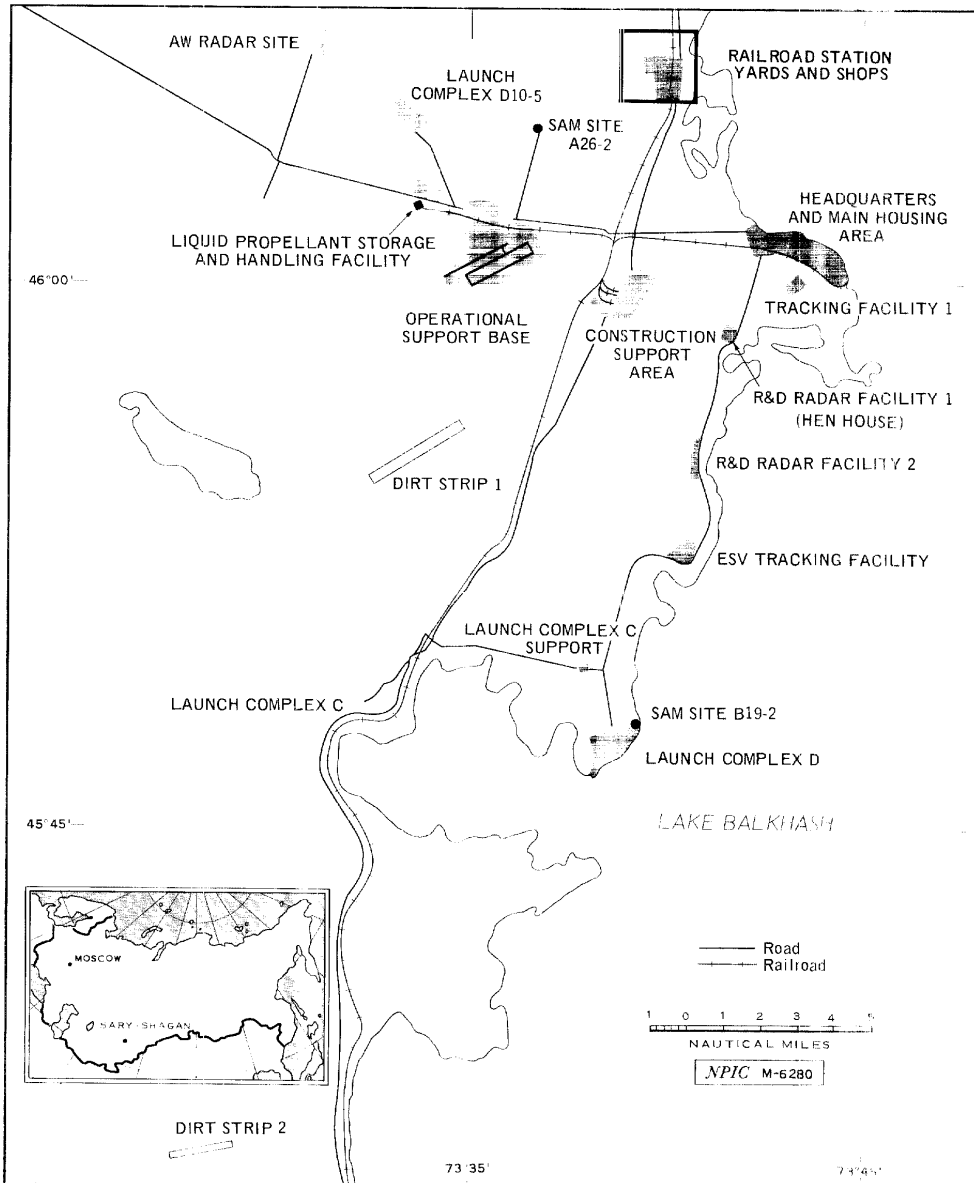 AW RADAR SITE
LAUNCH
COMPLEX D10-5
RAILROAD STATION
YARDS AND SHOPS
SAM SITE
A26-2
HEADQUARTERS
AND MAIN HOUSING
AREA
LIQUID PROPELLANT STORAGE
AND HANDLING FACILITY
46°00'
TRACKING FACILITY 1
OPERATIONAL
SUPPORT BASE
CONSTRUCTION
SUPPORT
AREA
R&D RADAR FACILITY 1
(HEN HOUSE)
R&D RADAR FACILITY 2
DIRT STRIP 1
ESV TRACKING FACILITY
LAUNCH COMPLEX C
SUPPORT
LAUNCH COMPLEX C
SAM SITE B19-2
LAUNCH COMPLEX D
45°45'
LAKE BALKHASH
MOSCOW
SARY-SHAGAN
Road
Railroad
1 0 1 2 3 4 5
NAUTICAL MILES
NPIC M-6280
DIRT STRIP 2
73°35'
73°45'